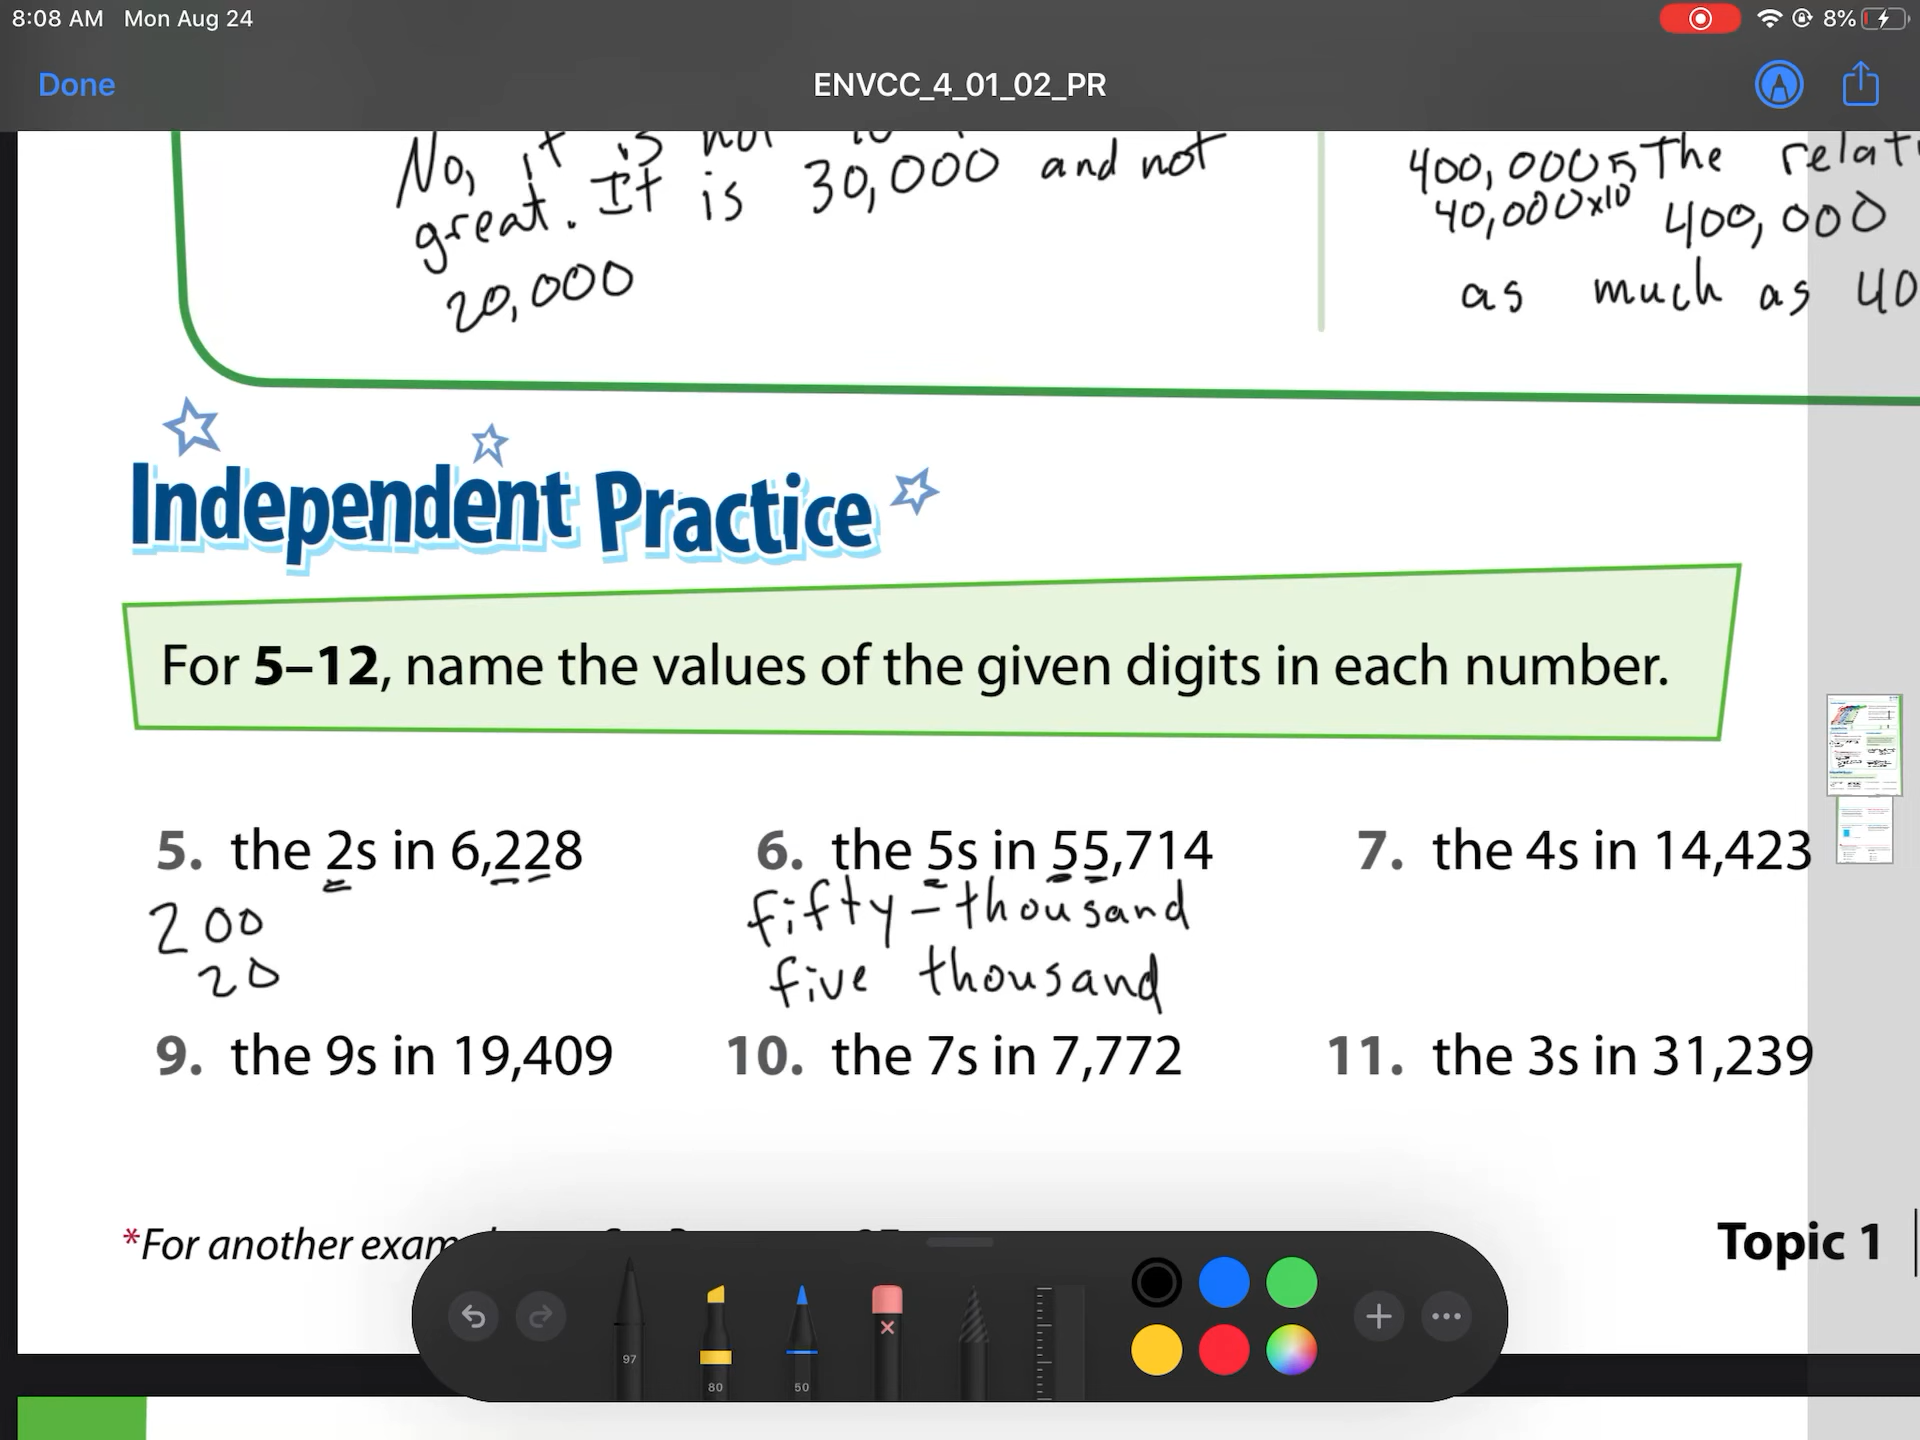 8:08 AM Mon Aug 24
8%
Done
ENVCC_4_01_02_PR
No, it is not
great. It is 30,000 and not
20,000
400,000 The
40,000x10 400,000
as much as 40
Independent Practice
For 5–12, name the values of the given digits in each number.
5. the 2s in 6,228
6. the 5s in 55,714
7. the 4s in 14,423
200
20
fifty-thousand
five thousand
9. the 9s in 19,409
10. the 7s in 7,772
11. the 3s in 31,239
*For another
Topic 1
97
80
50